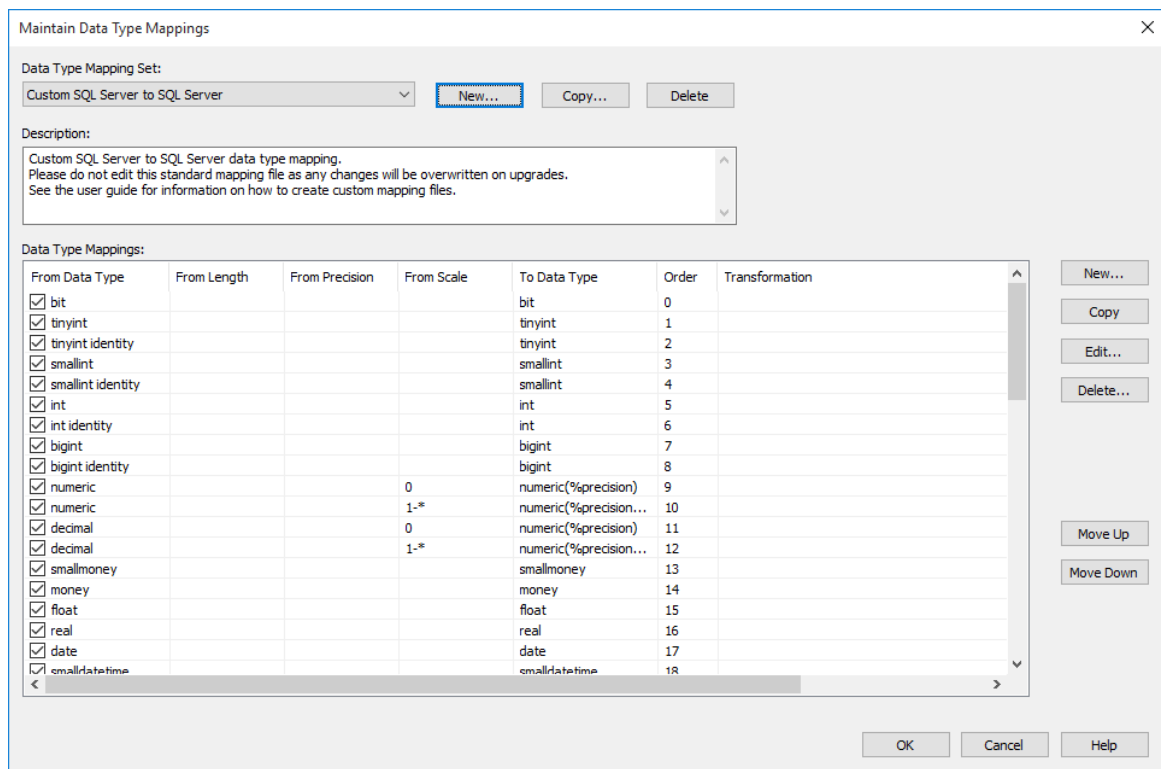 Maintain Data Type Mappings
Data Type Mapping Set:
Custom SQL Server to SQL Server New... Copy... Delete
Description:
Custom SQL Server to SQL Server data type mapping.
Please do not edit this standard mapping file as any changes will be overwritten on upgrades.
See the user guide for information on how to create custom mapping files.
Data Type Mappings:
From Data Type From Length From Precision From Scale To Data Type Order Transformation
bit bit 0
tinyint tinyint 1
tinyint identity tinyint 2
smallint smallint 3
smallint identity smallint 4
int int 5
int identity int 6
bigint bigint 7
bigint identity bigint 8
numeric 0 numeric(%precision) 9
numeric 1-* numeric(%precision... 10
decimal 0 numeric(%precision) 11
decimal 1-* numeric(%precision... 12
smallmoney smallmoney 13
money money 14
float float 15
real real 16
date date 17
smalldatetime smalldatetime 18
New...
Copy
Edit...
Delete...
Move Up
Move Down
OK Cancel Help